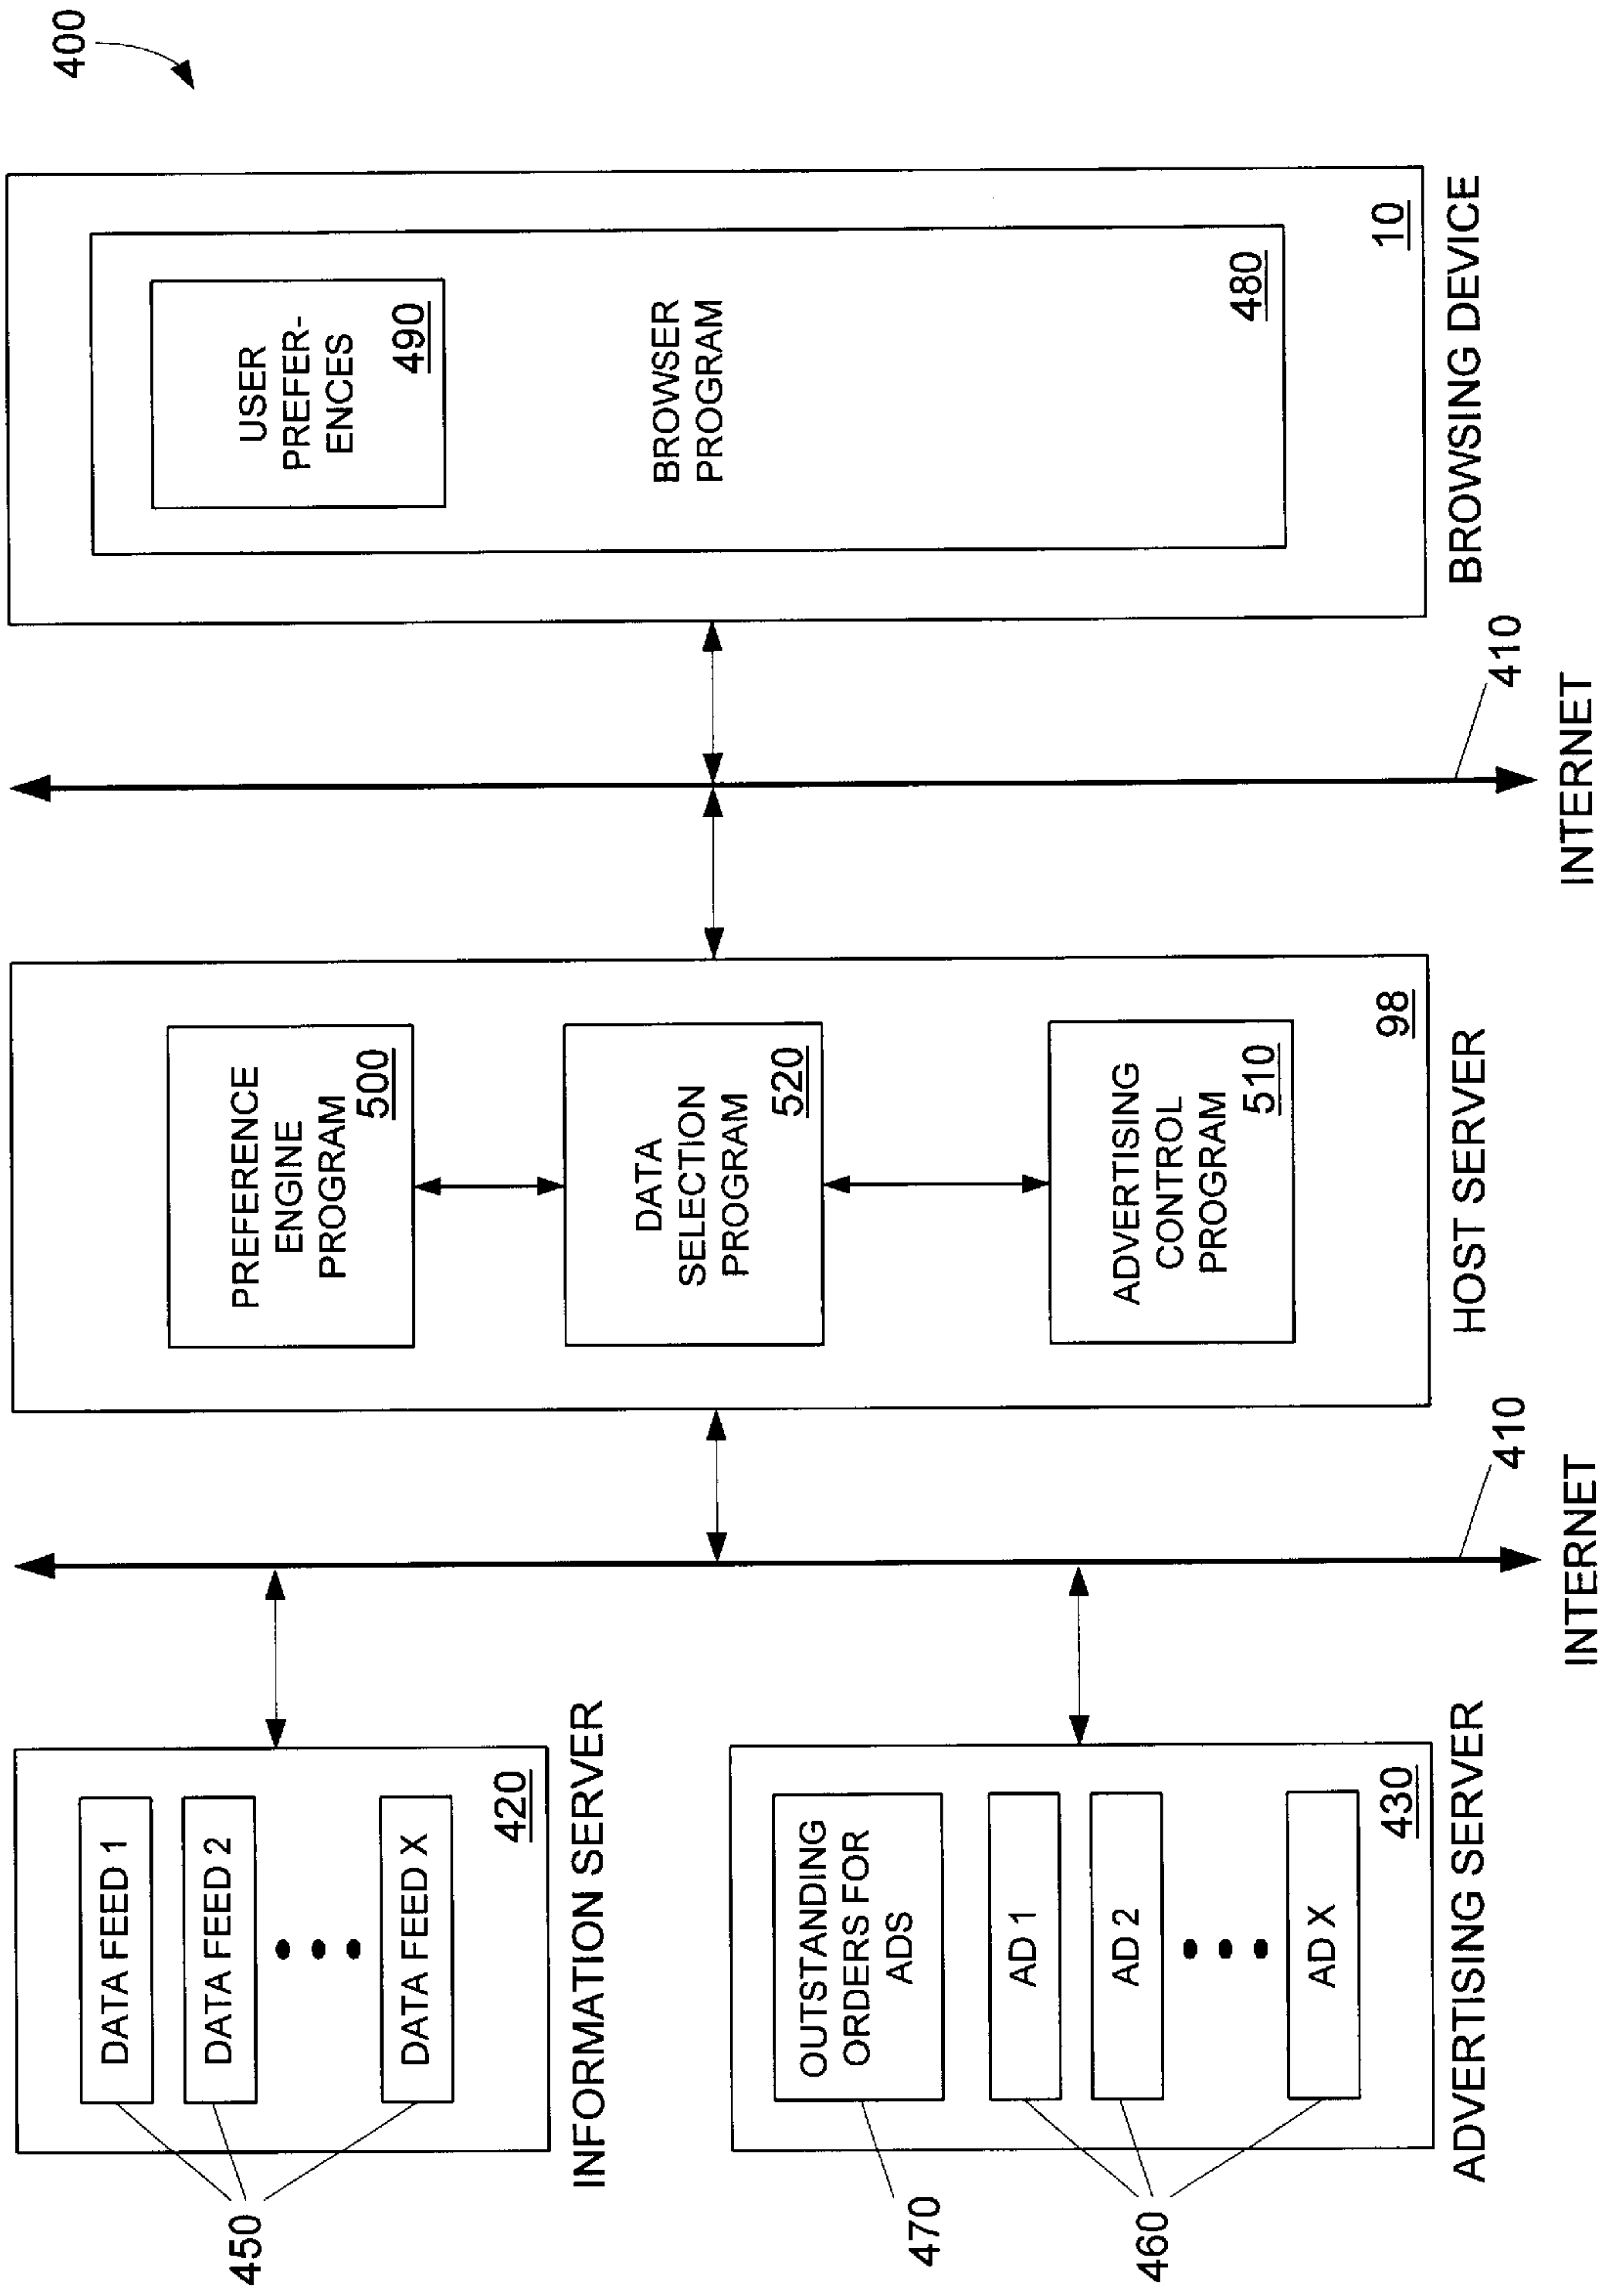 400
DATA FEED 1
DATA FEED 2
DATA FEED X
420
450
INFORMATION SERVER
OUTSTANDING
ORDERS FOR
ADS
470
AD 1
AD 2
AD X
430
460
ADVERTISING SERVER
410
INTERNET
PREFERENCE
ENGINE
PROGRAM
500
DATA
SELECTION
PROGRAM
520
ADVERTISING
CONTROL
PROGRAM
510
98
HOST SERVER
410
INTERNET
USER
PREFER-
ENCES
490
BROWSER
PROGRAM
480
10
BROWSING DEVICE